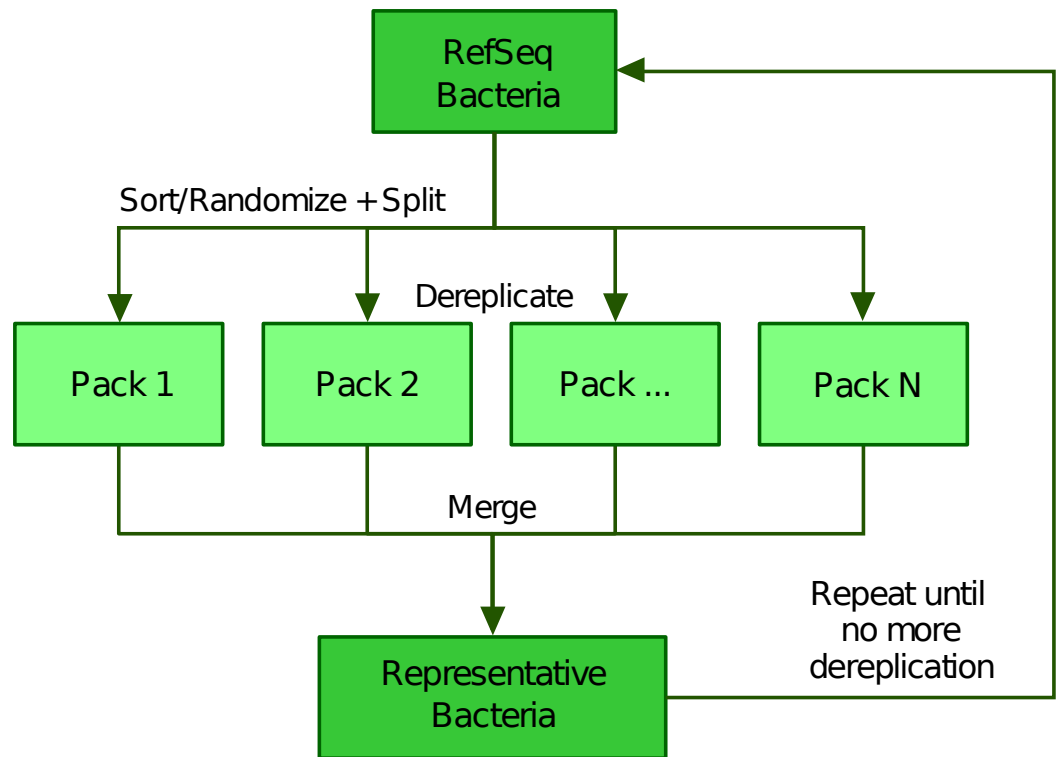 RefSeq
Bacteria
Sort/Randomize + Split
Dereplicate
Pack 1
Pack 2
Pack ...
Pack N
Merge
Repeat until
no more
dereplication
Representative
Bacteria